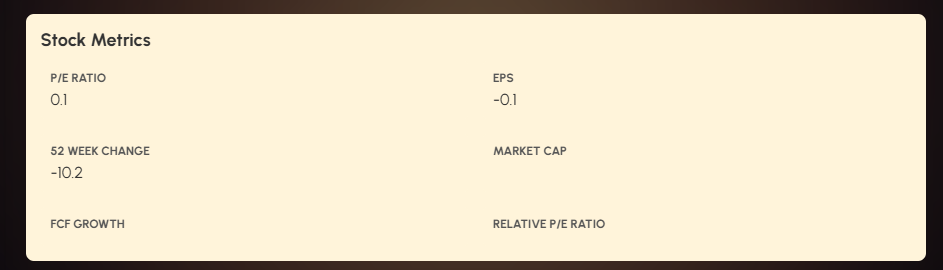 Stock Metrics
P/E RATIO
0.1
EPS
-0.1
52 WEEK CHANGE
-10.2
MARKET CAP
FCF GROWTH
RELATIVE P/E RATIO